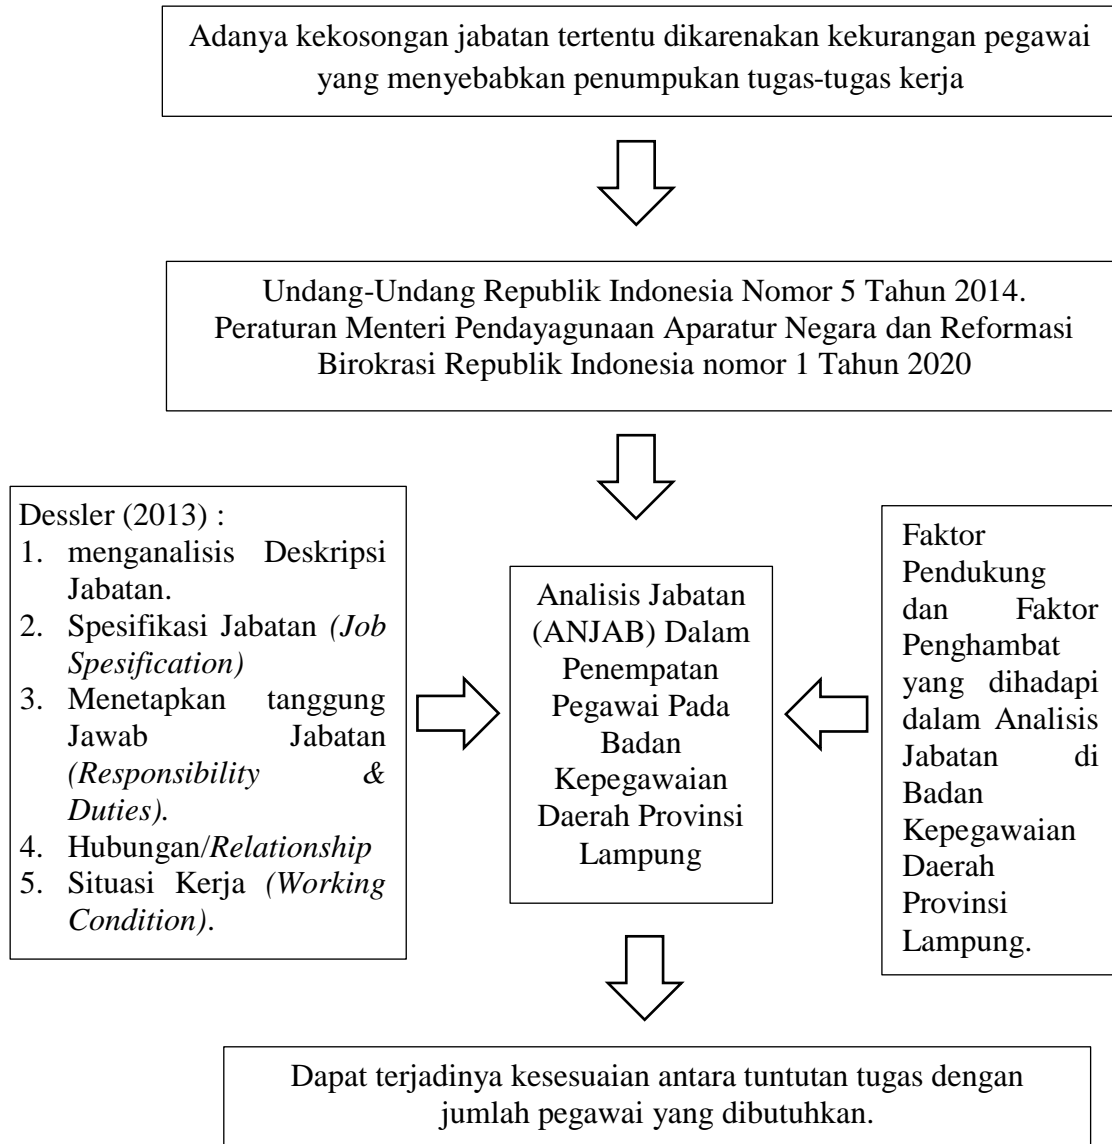 Adanya kekosongan jabatan tertentu dikarenakan kekurangan pegawai
yang menyebabkan penumpukan tugas-tugas kerja
Undang-Undang Republik Indonesia Nomor 5 Tahun 2014.
Peraturan Menteri Pendayagunaan Aparatur Negara dan Reformasi
Birokrasi Republik Indonesia nomor 1 Tahun 2020
Dessler (2013) :
1. menganalisis Deskripsi
Jabatan.
2. Spesifikasi Jabatan (Job
Spesification)
3. Menetapkan tanggung
Jawab Jabatan
(Responsibility &
Duties).
4. Hubungan/Relationship
5. Situasi Kerja (Working
Condition).
Analisis Jabatan
(ANJAB) Dalam
Penempatan
Pegawai Pada
Badan
Kepegawaian
Daerah Provinsi
Lampung
Faktor
Pendukung
dan Faktor
Penghambat
yang dihadapi
dalam Analisis
Jabatan di
Badan
Kepegawaian
Daerah
Provinsi
Lampung.
Dapat terjadinya kesesuaian antara tuntutan tugas dengan
jumlah pegawai yang dibutuhkan.